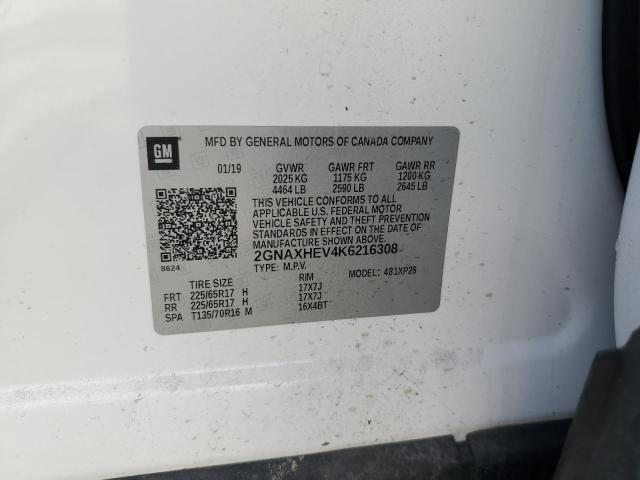 GM
MFD BY GENERAL MOTORS OF CANADA COMPANY
01/19 GVWR GAWR FRT GAWR RR
2025 KG 1175 KG 1200 KG
4464 LB 2590 LB 2645 LB
THIS VEHICLE CONFORMS TO ALL
APPLICABLE U.S. FEDERAL MOTOR
VEHICLE SAFETY AND THEFT PREVENTION
STANDARDS IN EFFECT ON THE DATE OF
MANUFACTURE SHOWN ABOVE.
2GNAXHEV4K6216308
8624 TYPE: M.P.V. MODEL: 481XP26
TIRE SIZE RIM
FRT 225/65R17 H 17X7J
RR 225/65R17 H 17X7J
SPA T135/70R16 M 16X4BT